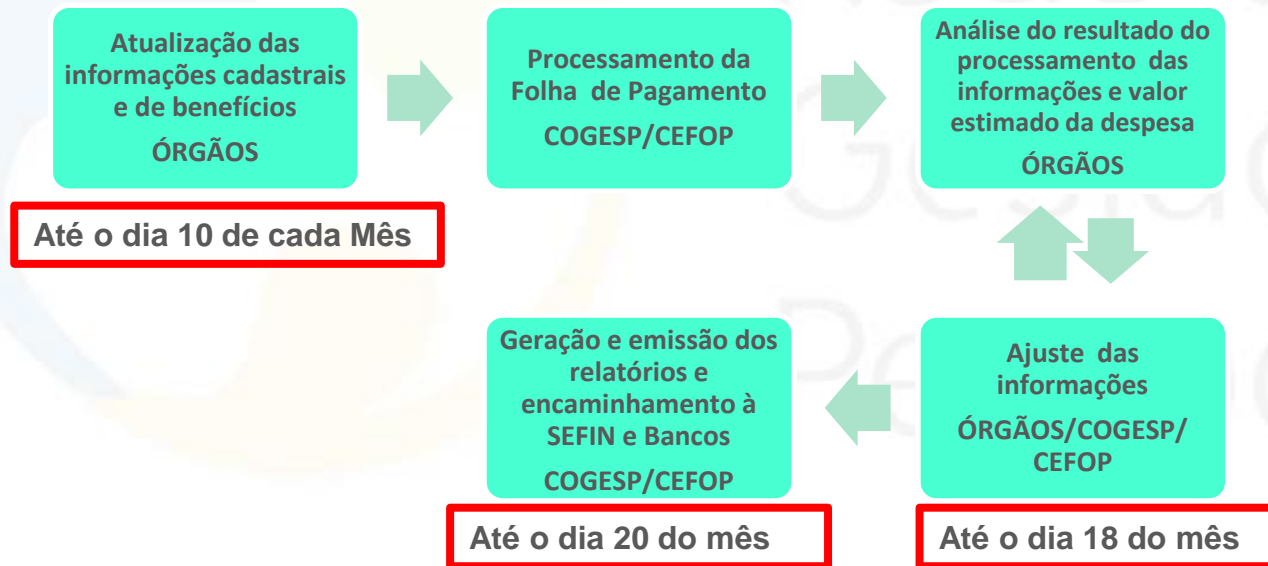 Atualização das
informações cadastrais
e de benefícios
ÓRGÃOS
Até o dia 10 de cada Mês
Processamento da
Folha de Pagamento
COGESP/CEFOP
Análise do resultado do
processamento das
informações e valor
estimado da despesa
ÓRGÃOS
Ajuste das
informações
ÓRGÃOS/COGESP/
CEFOP
Até o dia 18 do mês
Geração e emissão dos
relatórios e
encaminhamento à
SEFIN e Bancos
COGESP/CEFOP
Até o dia 20 do mês